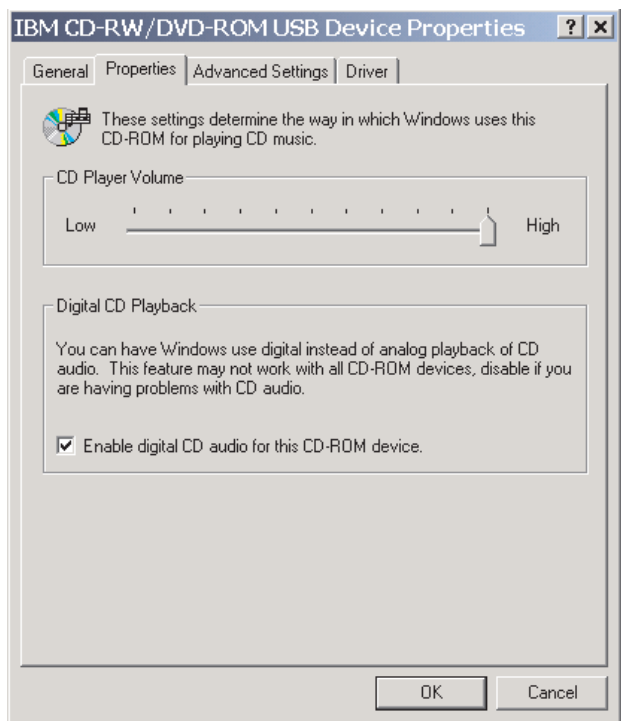 IBM CD-RW/DVD-ROM USB Device Properties
General Properties Advanced Settings Driver
These settings determine the way in which Windows uses this
CD-ROM for playing CD music.
CD Player Volume
Low High
Digital CD Playback
You can have Windows use digital instead of analog playback of CD
audio. This feature may not work with all CD-ROM devices, disable if you
are having problems with CD audio.
Enable digital CD audio for this CD-ROM device.
OK Cancel